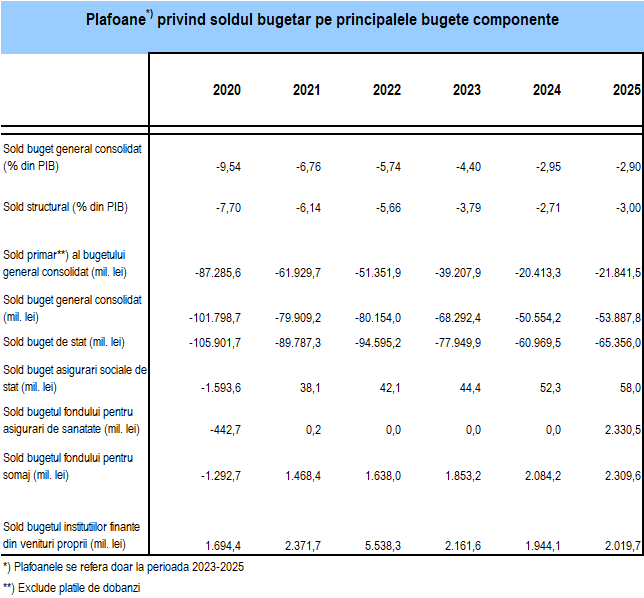 Plafoane*) privind soldul bugetar pe principalele bugete componente
2020 2021 2022 2023 2024 2025
Sold buget general consolidat
(% din PIB) -9,54 -6,76 -5,74 -4,40 -2,95 -2,90
Sold structural (% din PIB) -7,70 -6,14 -5,66 -3,79 -2,71 -3,00
Sold primar**) al bugetului
general consolidat (mil. lei) -87.285,6 -61.929,7 -51.351,9 -39.207,9 -20.413,3 -21.841,5
Sold buget general consolidat
(mil. lei) -101.798,7 -79.909,2 -80.154,0 -68.292,4 -50.554,2 -53.887,8
Sold buget de stat (mil. lei) -105.901,7 -89.787,3 -94.595,2 -77.949,9 -60.969,5 -65.356,0
Sold buget asigurari sociale de
stat (mil. lei) -1.593,6 38,1 42,1 44,4 52,3 58,0
Sold bugetul fondului pentru
asigurari de sanatate (mil. lei) -442,7 0,2 0,0 0,0 0,0 2.330,5
Sold bugetul fondului pentru
somaj (mil. lei) -1.292,7 1.468,4 1.638,0 1.853,2 2.084,2 2.309,6
Sold bugetul institutiilor finante
din venituri proprii (mil. lei) 1.694,4 2.371,7 5.538,3 2.161,6 1.944,1 2.019,7
*) Plafoanele se refera doar la perioada 2023-2025
**) Exclude platile de dobanzi